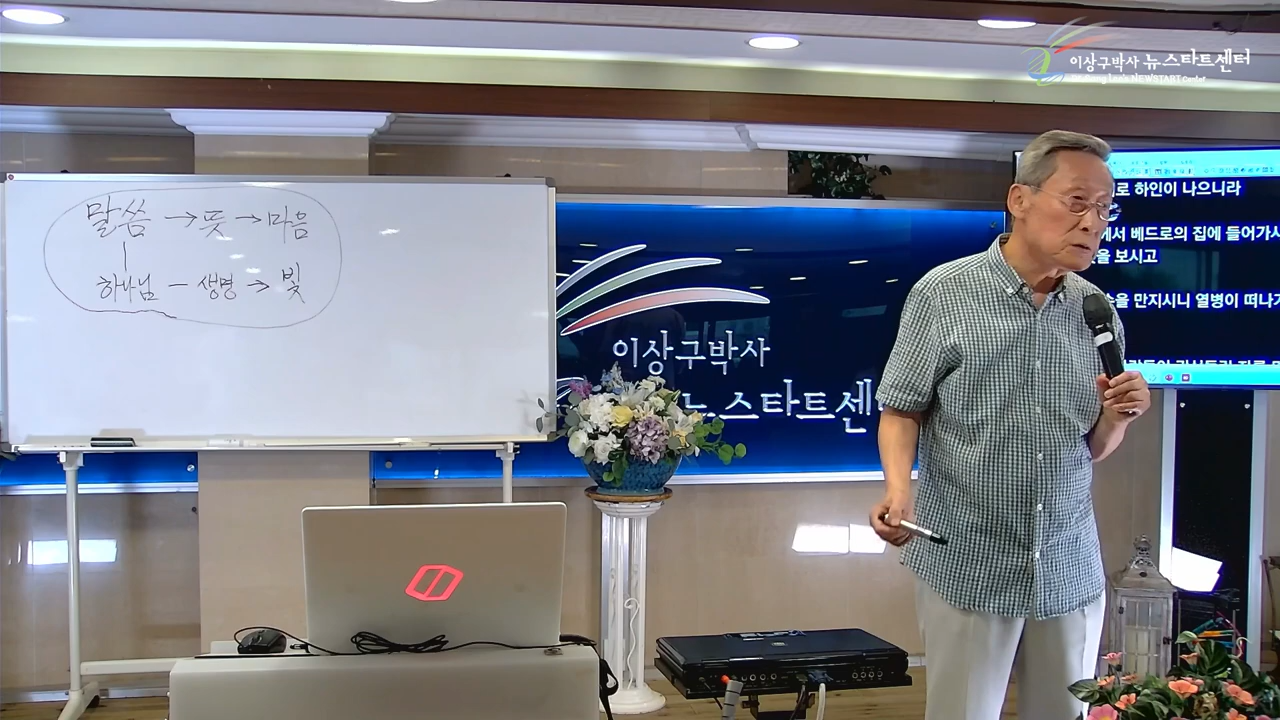 이상구박사 뉴스타트센터
말씀 → 뜻 → 마음
하나님 — 생명 → 빛
이상구박사
뉴스타트센
로 하인이 나으니라
에서 베드로의 집에 들어가시
을 보시고
손을 만지시니 열병이 떠나가